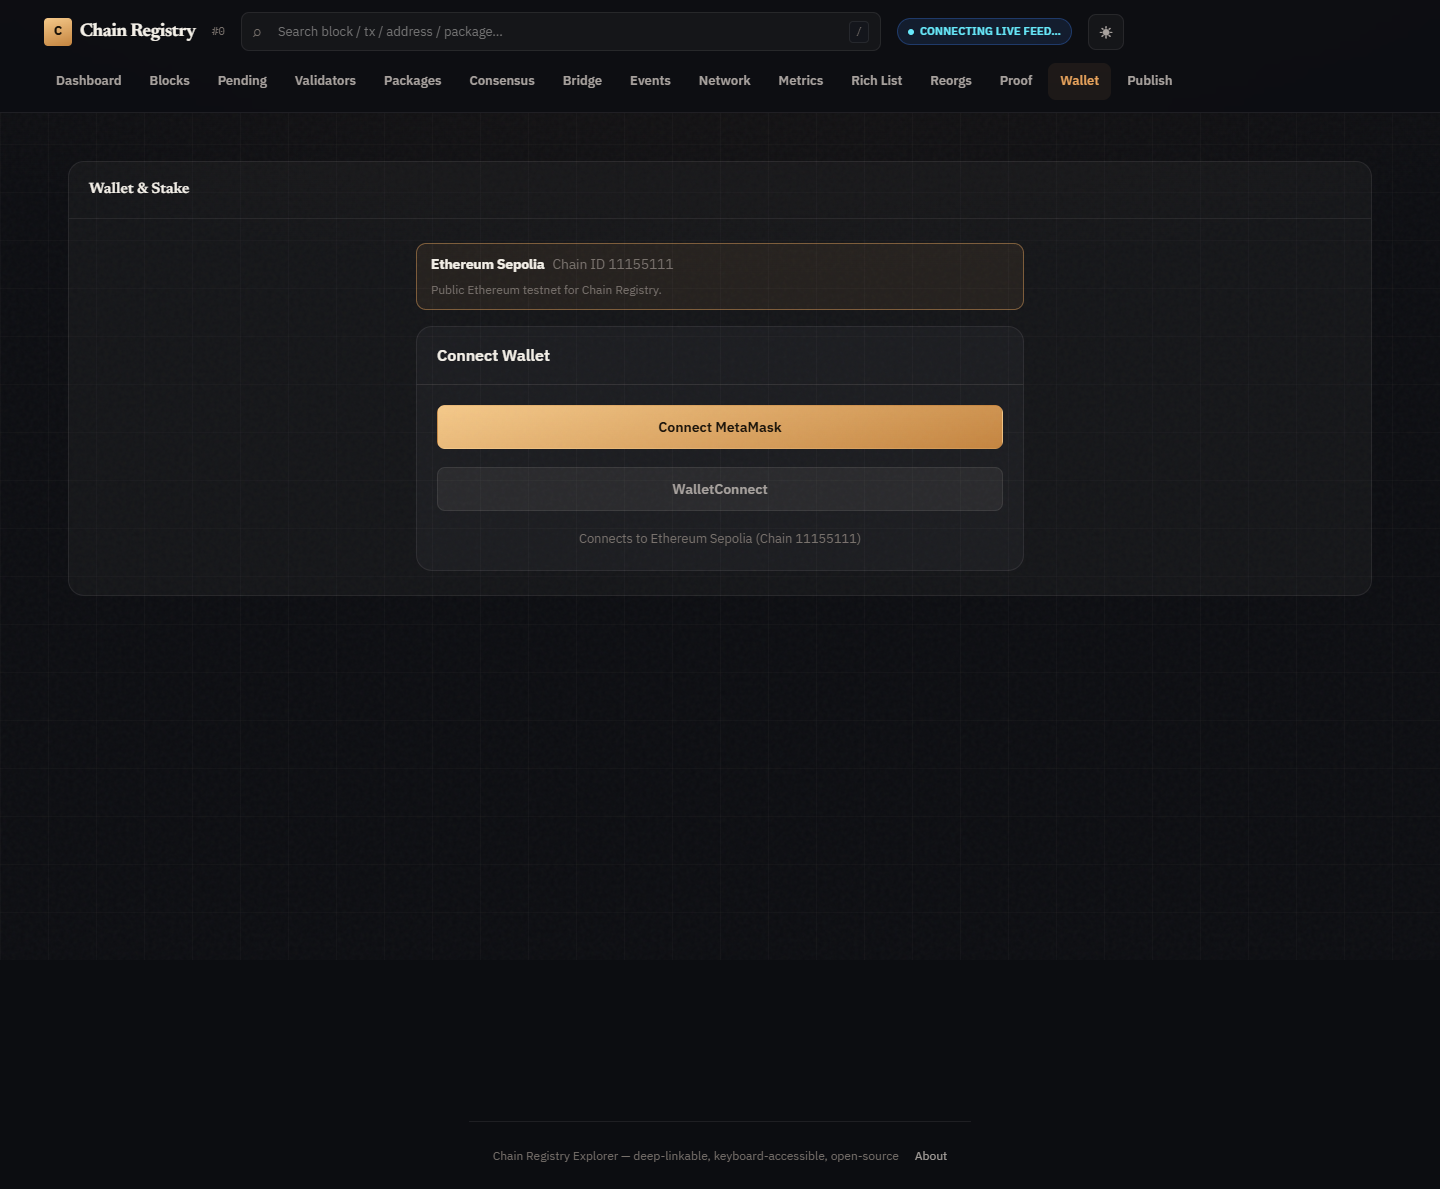 C Chain Registry #0 Search block / tx / address / package... / CONNECTING LIVE FEED...
Dashboard Blocks Pending Validators Packages Consensus Bridge Events Network Metrics Rich List Reorgs Proof Wallet Publish
Wallet & Stake
Ethereum Sepolia Chain ID 11155111
Public Ethereum testnet for Chain Registry.
Connect Wallet
Connect MetaMask
WalletConnect
Connects to Ethereum Sepolia (Chain 11155111)
Chain Registry Explorer — deep-linkable, keyboard-accessible, open-source About